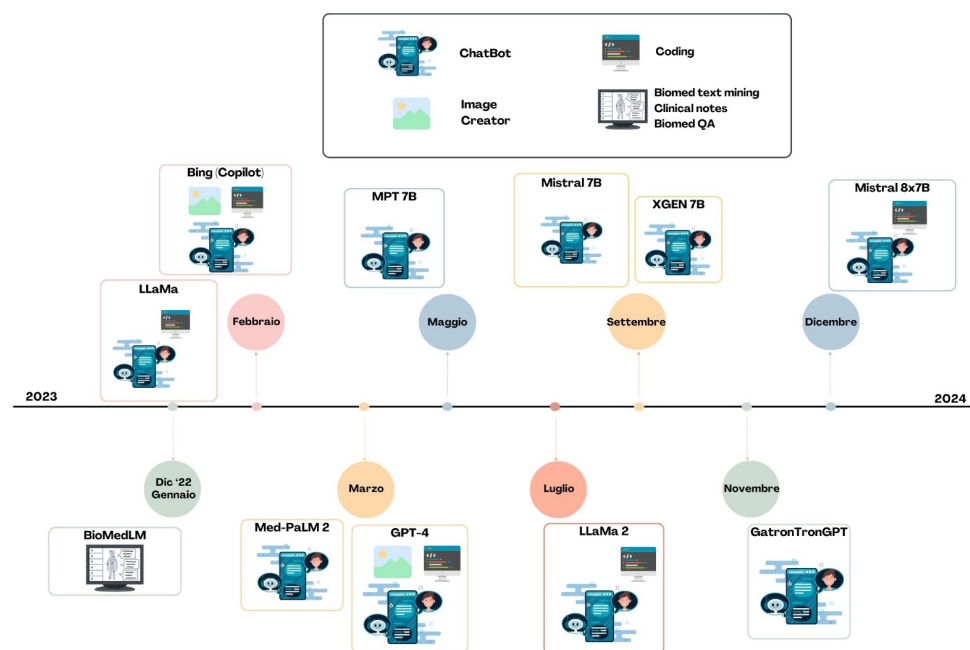 ChatBot
Coding
Image
Creator
Biomed text mining
Clinical notes
Biomed QA
Bing (Copilot)
MPT 7B
Mistral 7B
XGEN 7B
Mistral 8x7B
LLaMa
Febbraio
Maggio
Settembre
Dicembre
2023
2024
Dic ‘22
Gennaio
Marzo
Luglio
Novembre
BioMedLM
Med-PaLM 2
GPT-4
LLaMa 2
GatronTronGPT